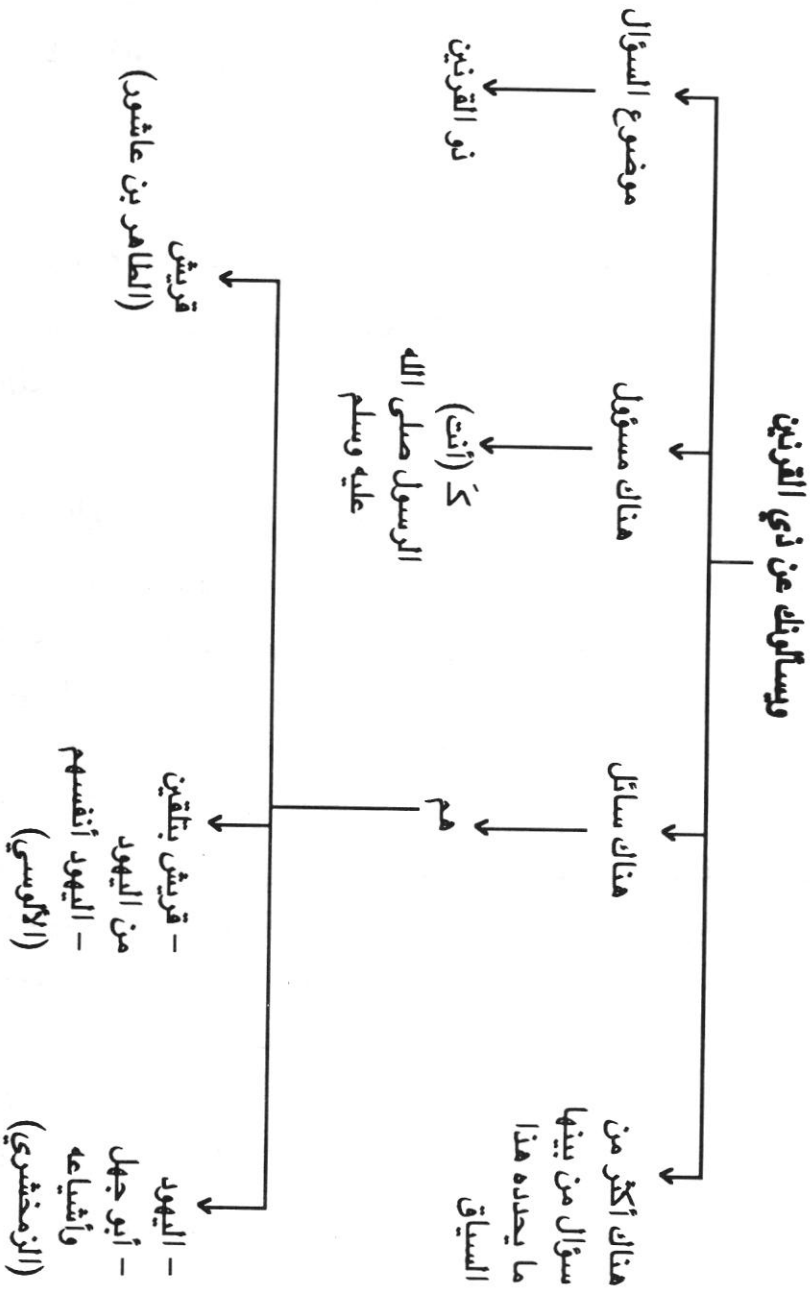 ويسألونك عن ذي القرنين
هناك أكثر من
سؤال من بينها
ما يحدده هذا
السياق
هناك سائل
هناك مسؤول
موضوع السؤال
هم
كَ (أنت)
الرسول صلى الله
عليه وسلم
ذو القرنين
– اليهود
– أبو جهل
وأشياعه
(الزمخشري)
– قريش بتلقين
من اليهود
– اليهود أنفسهم
(الألوسي)
قريش
(الطاهر بن عاشور)